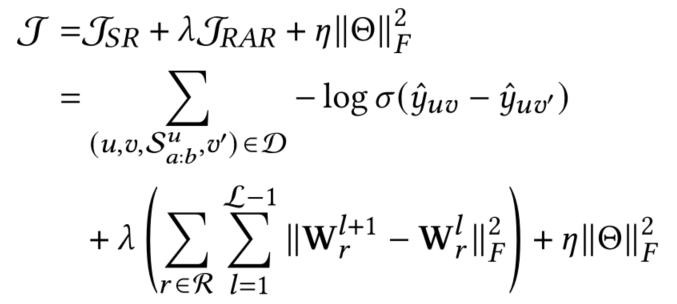 𝒥 = 𝒥_{SR} + λ𝒥_{RAR} + η‖Θ‖_F^2
= ∑_{(u,v,𝒮^u_{a:b},v′)∈𝒟} − log σ(ŷ_{uv} − ŷ_{uv′})
+ λ (∑_{r∈ℛ} ∑_{l=1}^{ℒ−1} ‖𝐖_r^{l+1} − 𝐖_r^l‖_F^2) + η‖Θ‖_F^2